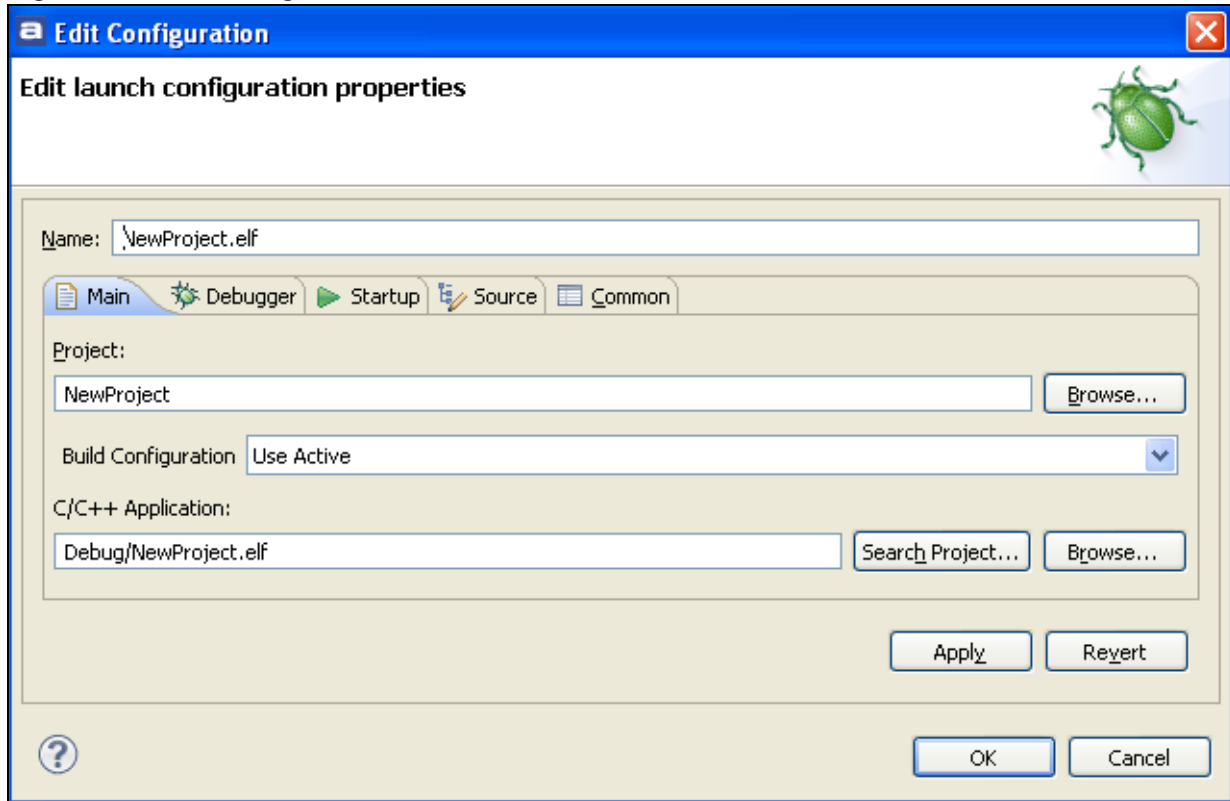 a Edit Configuration
Edit launch configuration properties
Name: NewProject.elf
Main Debugger Startup Source Common
Project:
NewProject Browse...
Build Configuration Use Active
C/C++ Application:
Debug/NewProject.elf Search Project... Browse...
Apply Revert
? OK Cancel